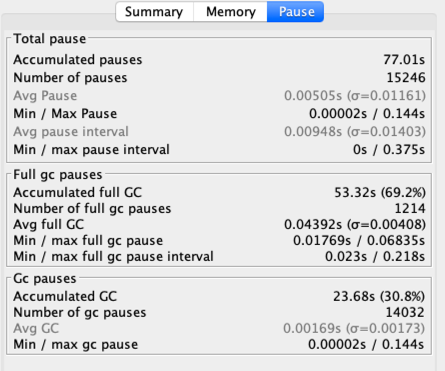 Summary Memory Pause
Total pause
Accumulated pauses 77.01s
Number of pauses 15246
Avg Pause 0.00505s (σ=0.01161)
Min / Max Pause 0.00002s / 0.144s
Avg pause interval 0.00948s (σ=0.01403)
Min / max pause interval 0s / 0.375s
Full gc pauses
Accumulated full GC 53.32s (69.2%)
Number of full gc pauses 1214
Avg full GC 0.04392s (σ=0.00408)
Min / max full gc pause 0.01769s / 0.06835s
Min / max full gc pause interval 0.023s / 0.218s
Gc pauses
Accumulated GC 23.68s (30.8%)
Number of gc pauses 14032
Avg GC 0.00169s (σ=0.00173)
Min / max gc pause 0.00002s / 0.144s